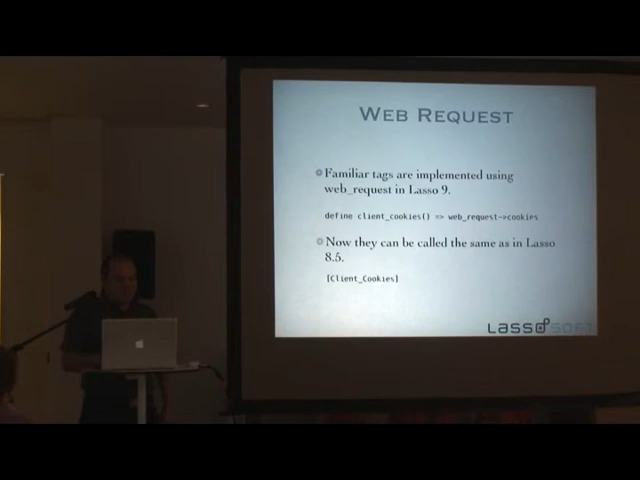 WEB REQUEST
Familiar tags are implemented using
web_request in Lasso 9.
define client_cookies() => web_request->cookies
Now they can be called the same as in Lasso
8.5.
[Client_Cookies]
LASSOSOFT